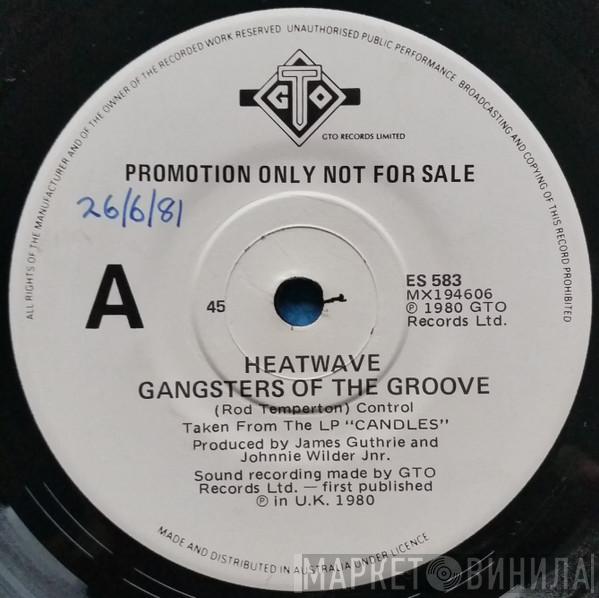 ALL RIGHTS OF THE MANUFACTURER AND OF THE OWNER OF THE RECORDED WORK RESERVED UNAUTHORISED PUBLIC PERFORMANCE BROADCASTING AND COPYING OF THIS RECORD PROHIBITED
GTO
GTO RECORDS LIMITED
PROMOTION ONLY NOT FOR SALE
26/6/81
A
45
ES 583
MX194606
℗ 1980 GTO
Records Ltd.
HEATWAVE
GANGSTERS OF THE GROOVE
(Rod Temperton) Control
Taken From The LP "CANDLES"
Produced by James Guthrie and
Johnnie Wilder Jnr.
Sound recording made by GTO
Records Ltd. — first published
℗ in U.K. 1980
MADE AND DISTRIBUTED IN AUSTRALIA UNDER LICENCE
МАРКЕТ ВИНИЛА